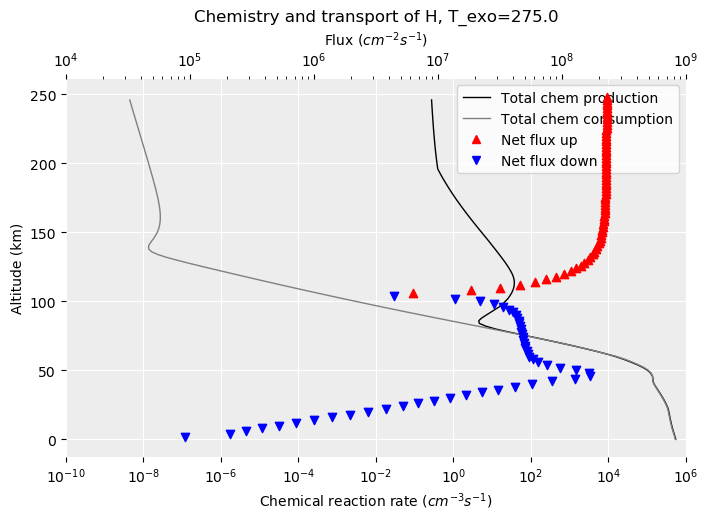 Chemistry and transport of H, T_exo=275.0
Flux (cm⁻²s⁻¹)
10⁴ 10⁵ 10⁶ 10⁷ 10⁸ 10⁹
Total chem production
Total chem consumption
Net flux up
Net flux down
Altitude (km)
250
200
150
100
50
0
10⁻¹⁰ 10⁻⁸ 10⁻⁶ 10⁻⁴ 10⁻² 10⁰ 10² 10⁴ 10⁶
Chemical reaction rate (cm⁻³s⁻¹)